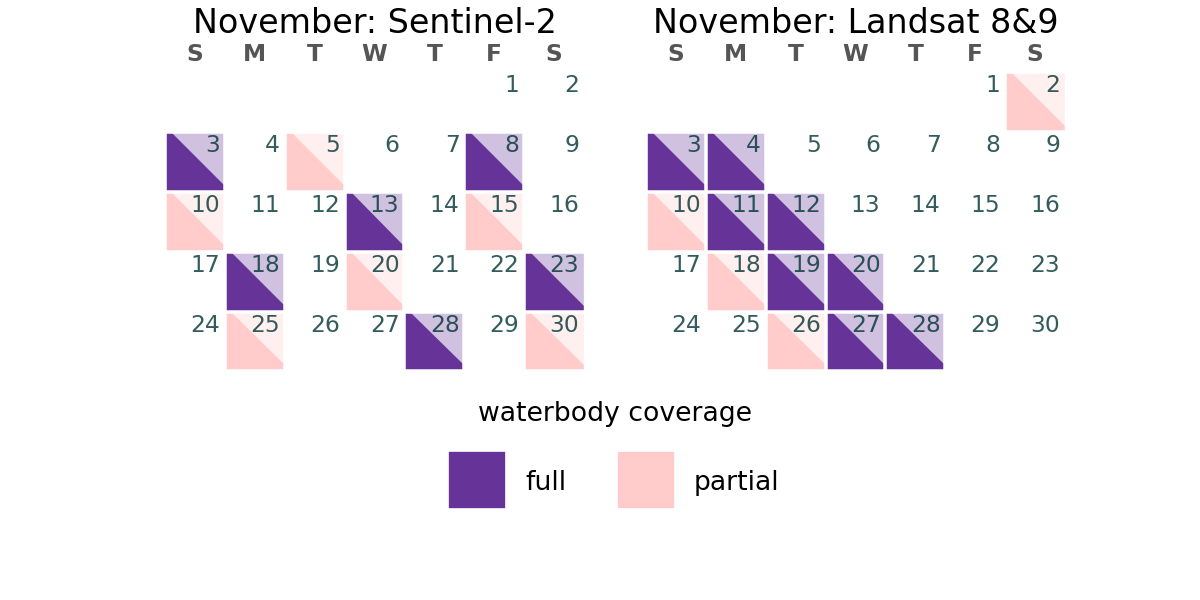 November: Sentinel-2
S M T W T F S
1 2
3 4 5 6 7 8 9
10 11 12 13 14 15 16
17 18 19 20 21 22 23
24 25 26 27 28 29 30
November: Landsat 8&9
S M T W T F S
1 2
3 4 5 6 7 8 9
10 11 12 13 14 15 16
17 18 19 20 21 22 23
24 25 26 27 28 29 30
waterbody coverage
full partial